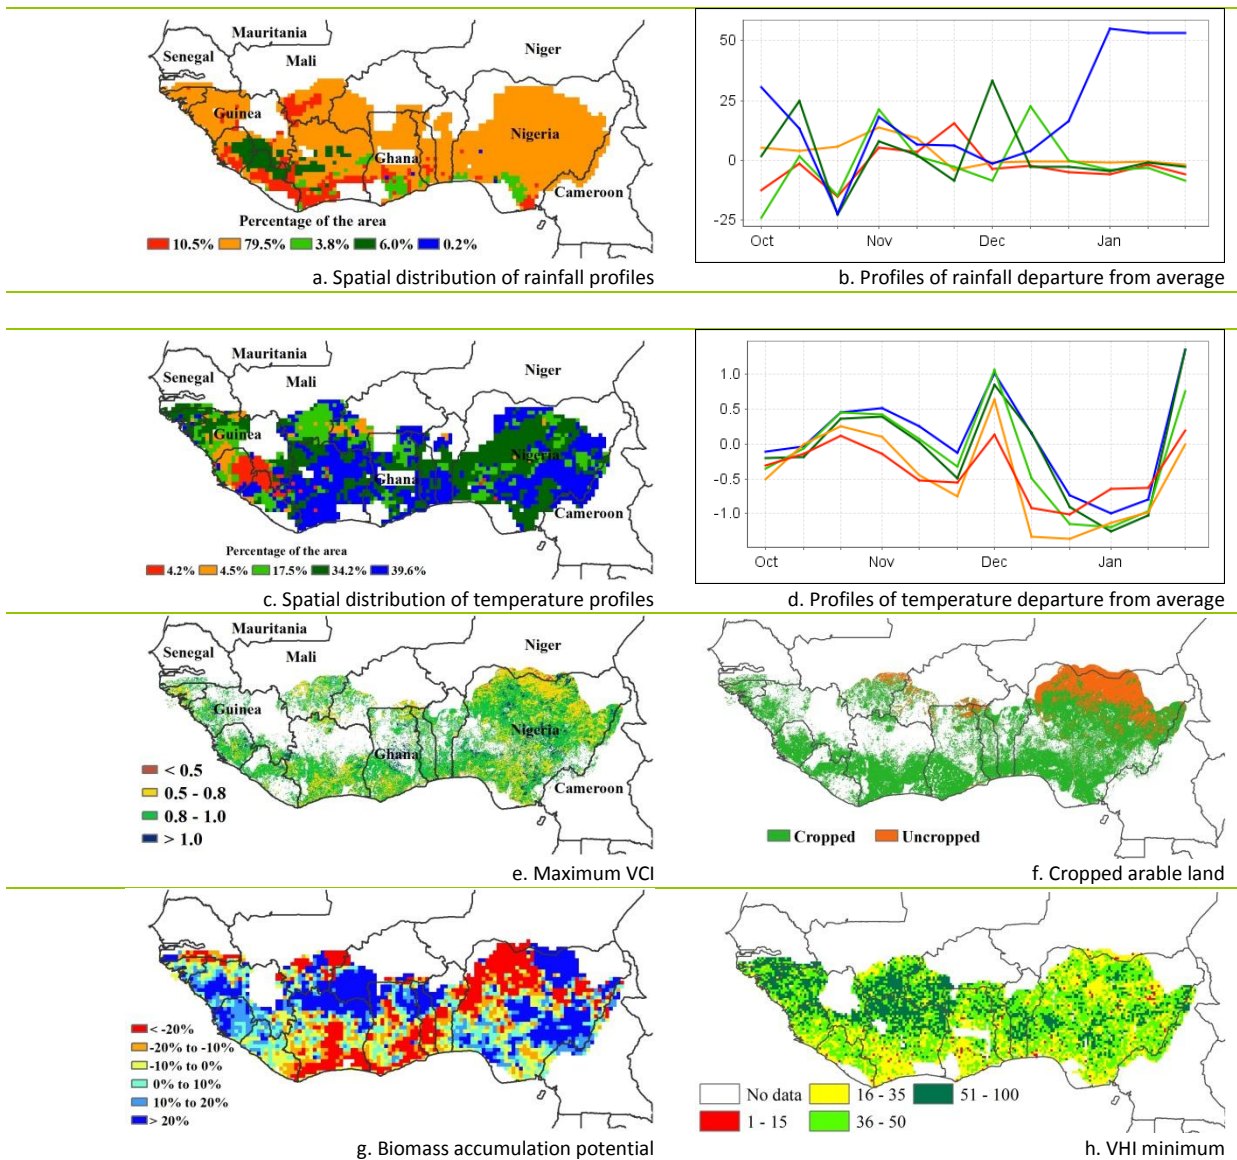 Mauritania
Senegal
Mali
Niger
Guinea
Nigeria
Ghana
Cameroon
Percentage of the area
10.5% 79.5% 3.8% 6.0% 0.2%
a. Spatial distribution of rainfall profiles
50
25
0
-25
Oct Nov Dec Jan
b. Profiles of rainfall departure from average
Mauritania
Senegal
Mali
Niger
Guinea
Nigeria
Ghana
Cameroon
Percentage of the area
4.2% 4.5% 17.5% 34.2% 39.6%
c. Spatial distribution of temperature profiles
1.0
0.5
0.0
-0.5
-1.0
Oct Nov Dec Jan
d. Profiles of temperature departure from average
Mauritania
Senegal
Mali
Niger
Guinea
Nigeria
Ghana
Cameroon
< 0.5
0.5 - 0.8
0.8 - 1.0
> 1.0
e. Maximum VCI
Cropped Uncropped
f. Cropped arable land
< -20%
-20% to -10%
-10% to 0%
0% to 10%
10% to 20%
> 20%
g. Biomass accumulation potential
No data 16 - 35 51 - 100
1 - 15 36 - 50
h. VHI minimum